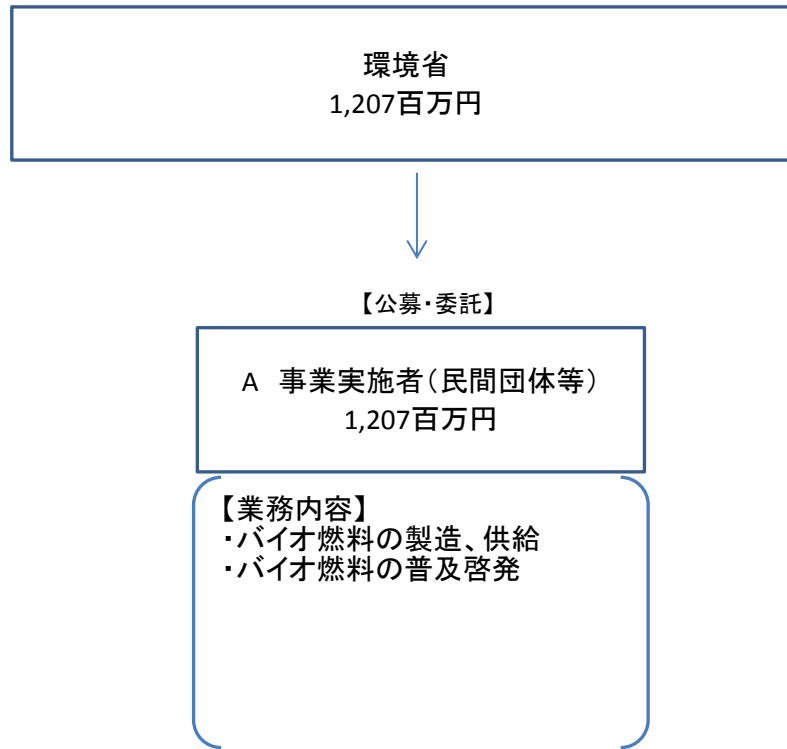 環境省
1,207百万円
【公募・委託】
A 事業実施者（民間団体等）
1,207百万円
【業務内容】
・バイオ燃料の製造、供給
・バイオ燃料の普及啓発